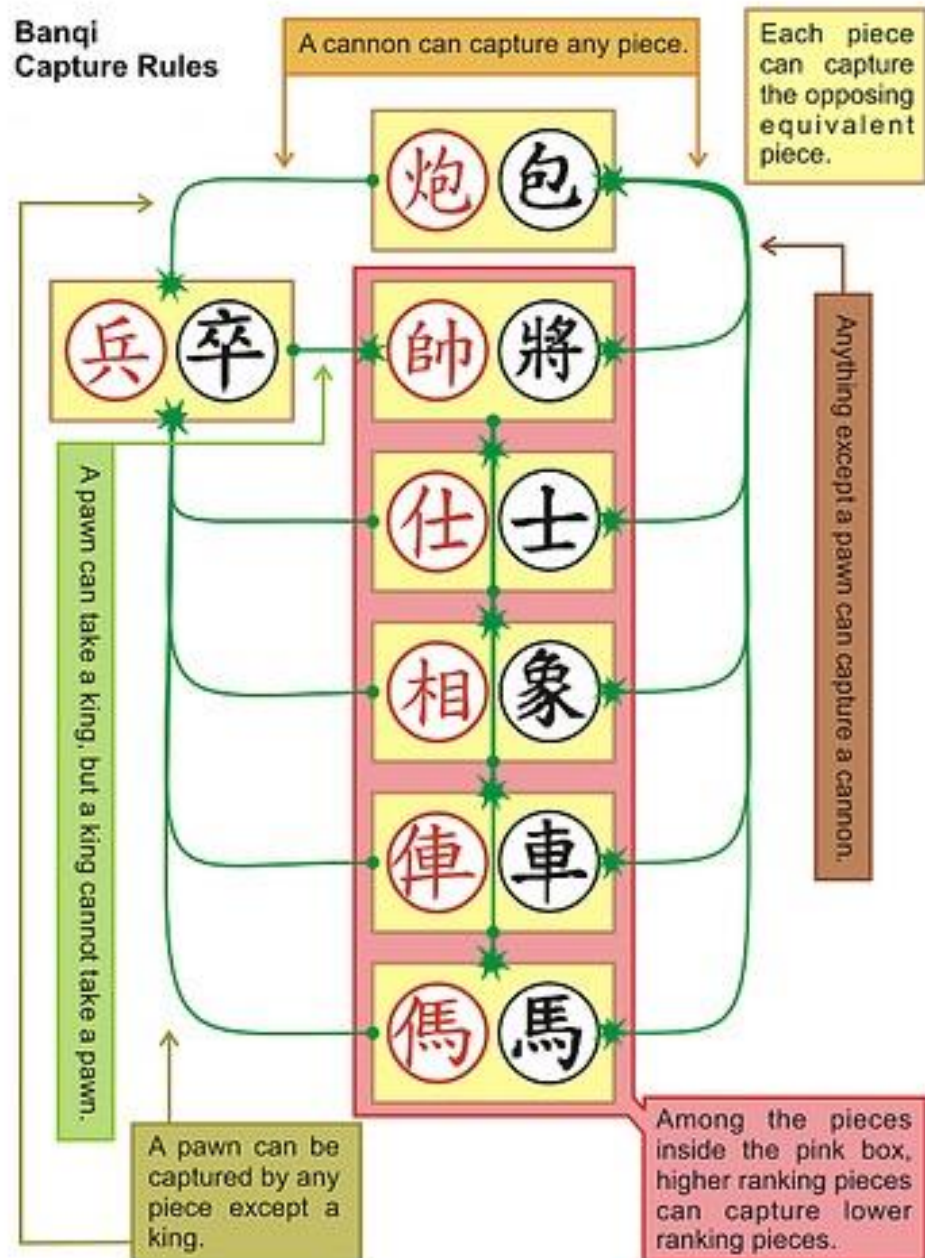 Banqi
Capture Rules
A cannon can capture any piece.
Each piece
can capture
the opposing
equivalent
piece.
炮 包
兵 卒
帥 將
仕 士
相 象
俥 車
傌 馬
Anything except a pawn can capture a cannon.
A pawn can take a king, but a king cannot take a pawn.
A pawn can be
captured by any
piece except a
king.
Among the pieces
inside the pink box,
higher ranking pieces
can capture lower
ranking pieces.